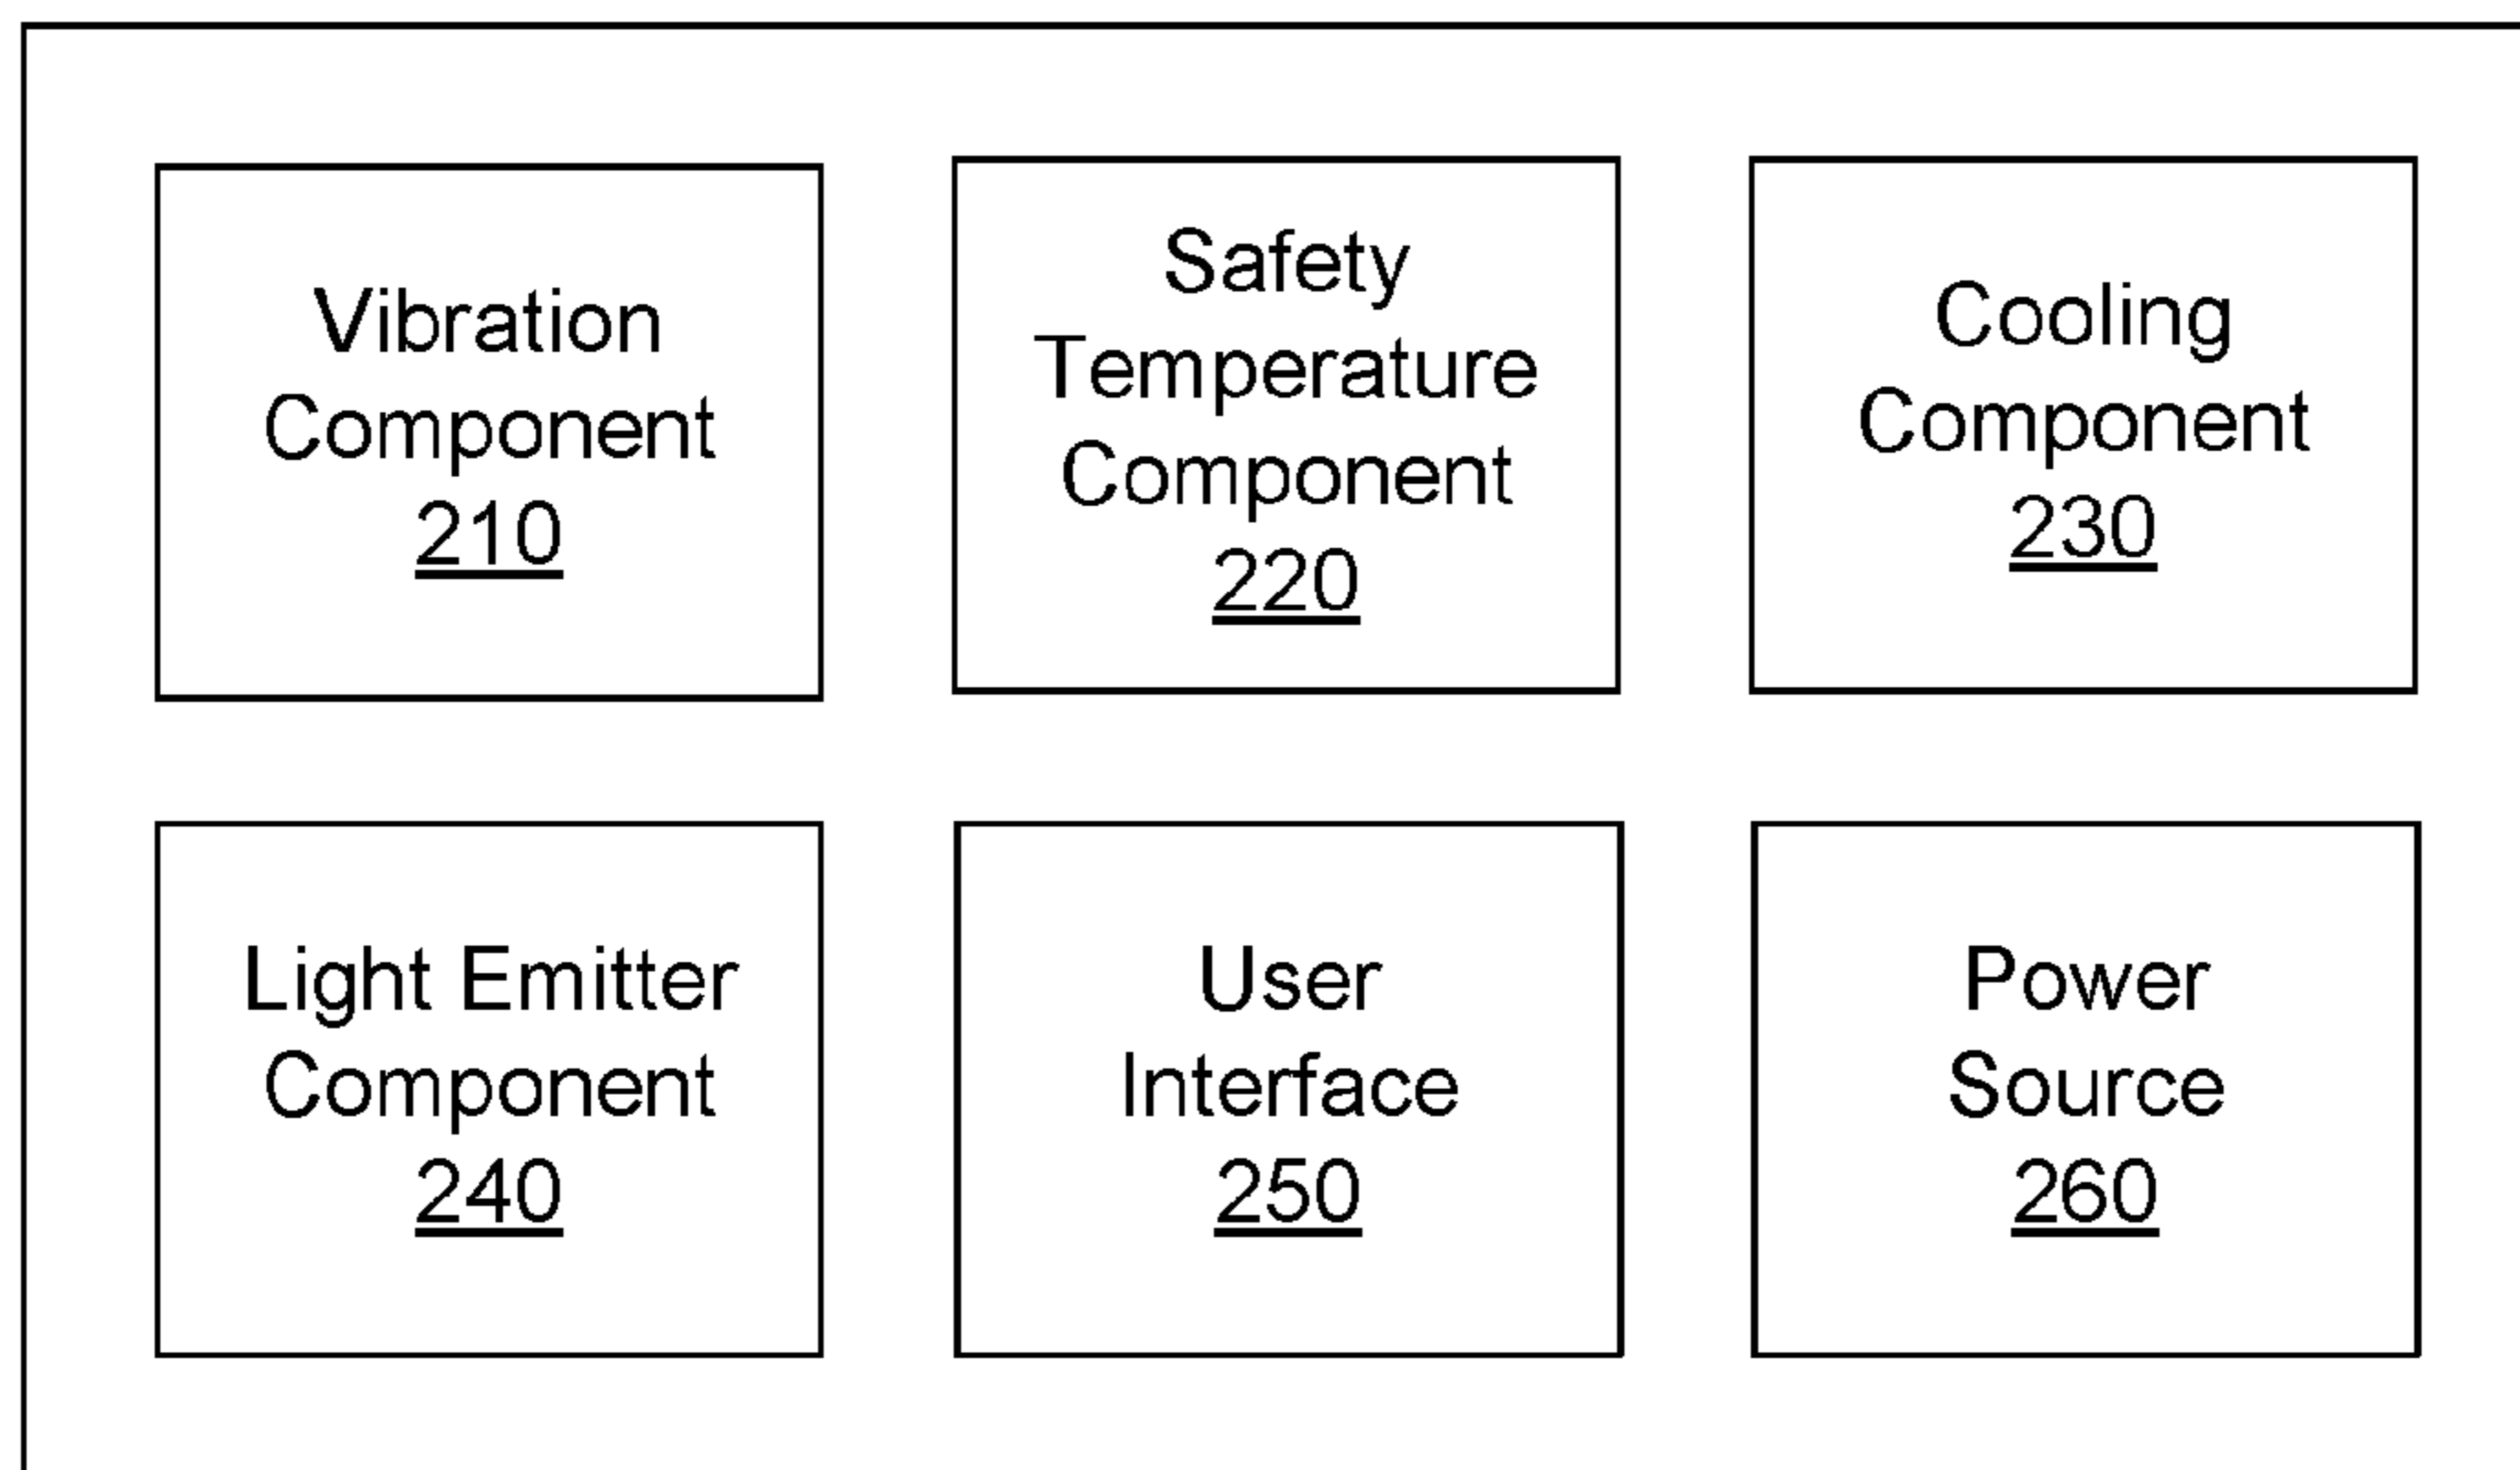 Vibration
Component
210
Safety
Temperature
Component
220
Cooling
Component
230
Light Emitter
Component
240
User
Interface
250
Power
Source
260